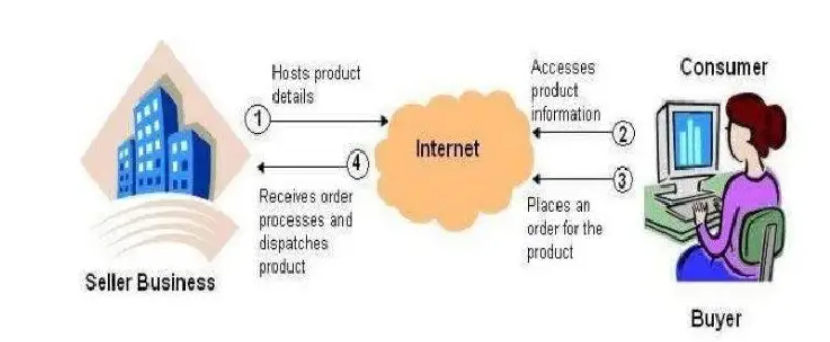 Hosts product
details
1
Internet
4
Receives order
processes and
dispatches
product
Seller Business
Accesses
product
information
2
3
Places an
order for the
product
Consumer
Buyer